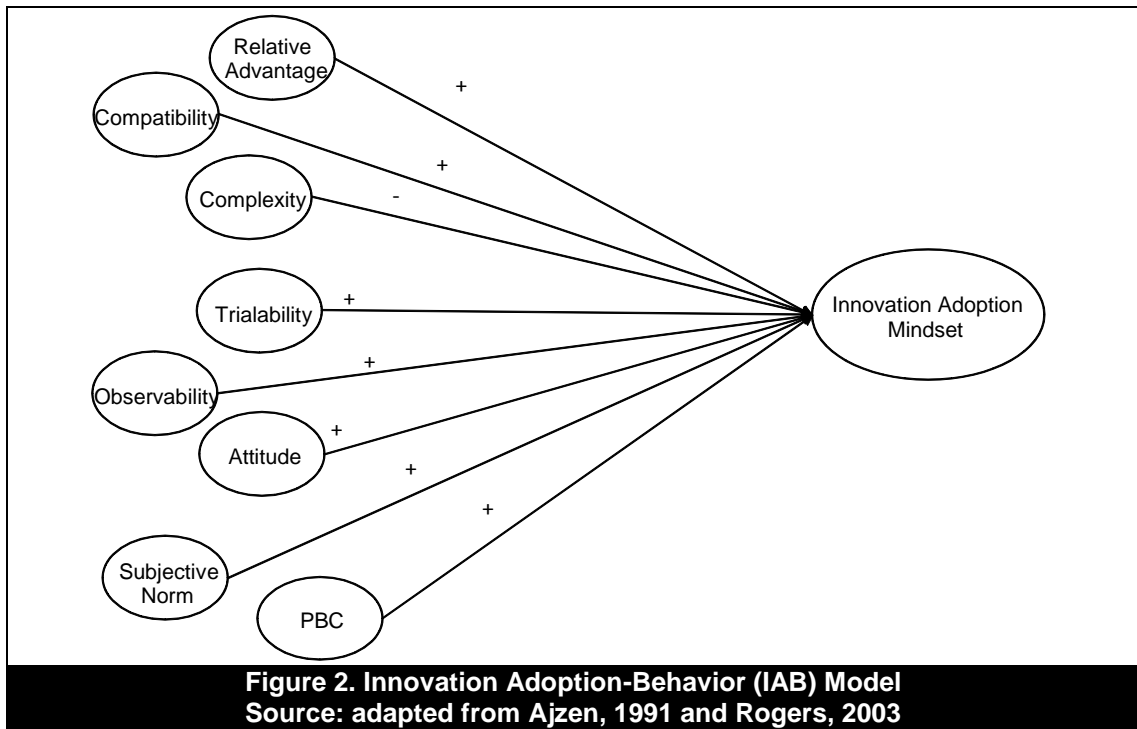 Relative
Advantage
+
Compatibility
+
Complexity
-
Trialability
+
Observability
+
Attitude
+
+
Subjective
Norm
+
PBC
Innovation Adoption
Mindset
Figure 2. Innovation Adoption-Behavior (IAB) Model
Source: adapted from Ajzen, 1991 and Rogers, 2003